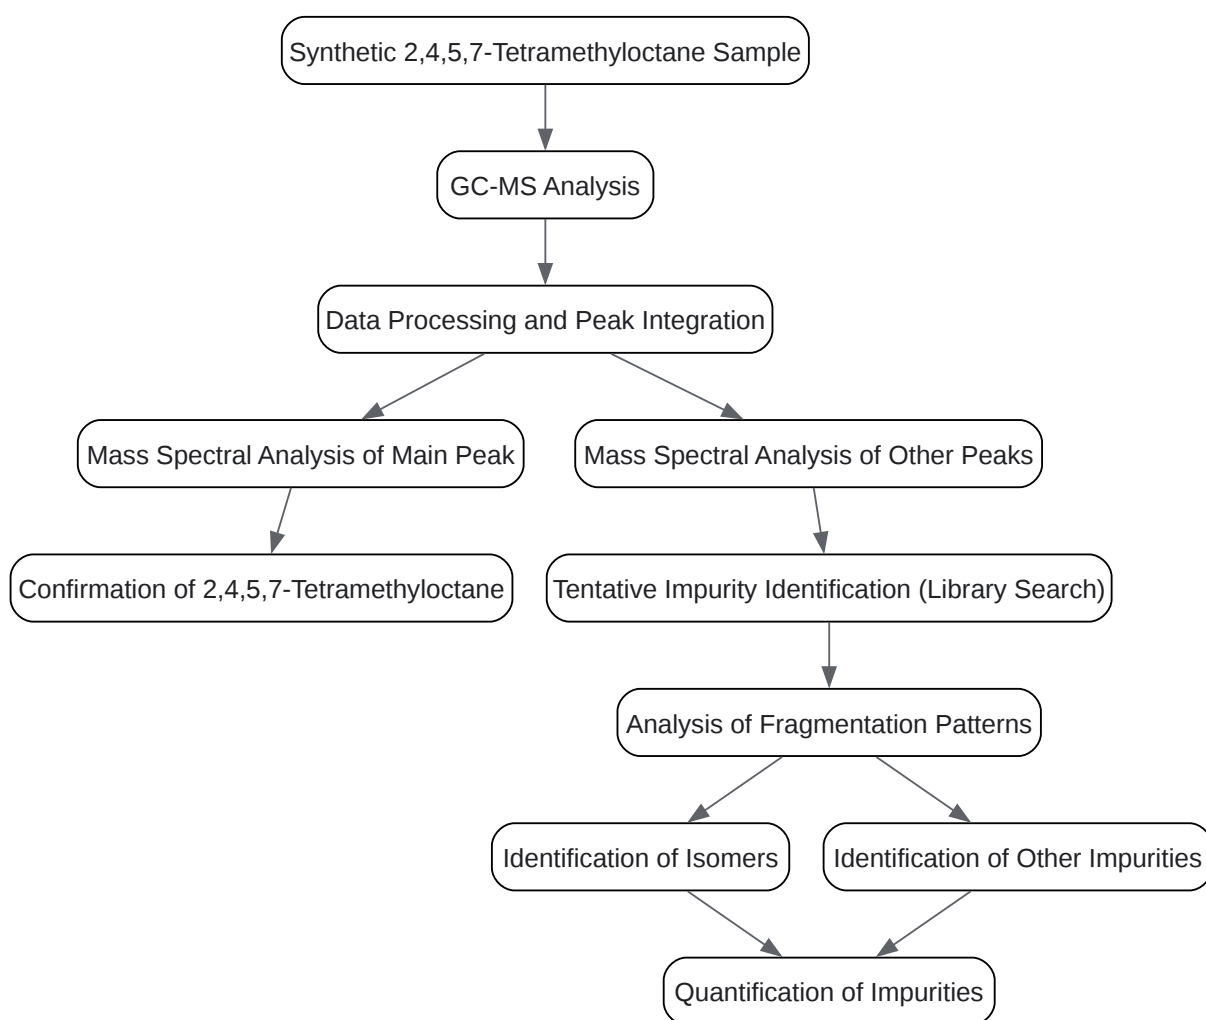 Synthetic 2,4,5,7-Tetramethyloctane Sample
GC-MS Analysis
Data Processing and Peak Integration
Mass Spectral Analysis of Main Peak
Mass Spectral Analysis of Other Peaks
Confirmation of 2,4,5,7-Tetramethyloctane
Tentative Impurity Identification (Library Search)
Analysis of Fragmentation Patterns
Identification of Isomers
Identification of Other Impurities
Quantification of Impurities